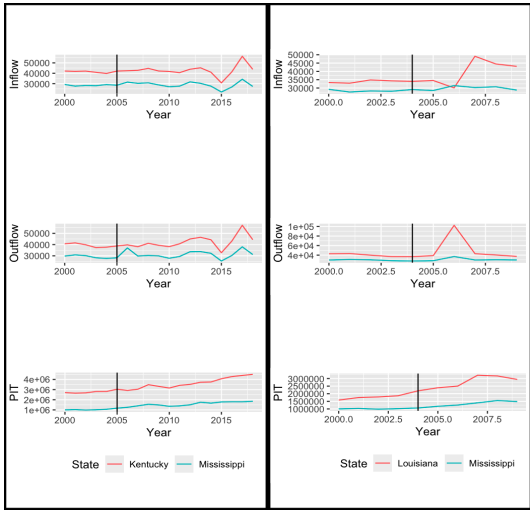 Inflow
50000
40000
30000
2000 2005 2010 2015
Year
Outflow
50000
40000
30000
2000 2005 2010 2015
Year
PIT
4e+06
3e+06
2e+06
1e+06
2000 2005 2010 2015
Year
State Kentucky Mississippi
Inflow
50000
45000
40000
35000
30000
2000.0 2002.5 2005.0 2007.5
Year
Outflow
1e+05
8e+04
6e+04
4e+04
2000.0 2002.5 2005.0 2007.5
Year
PIT
3000000
2500000
2000000
1500000
1000000
2000.0 2002.5 2005.0 2007.5
Year
State Louisiana Mississippi